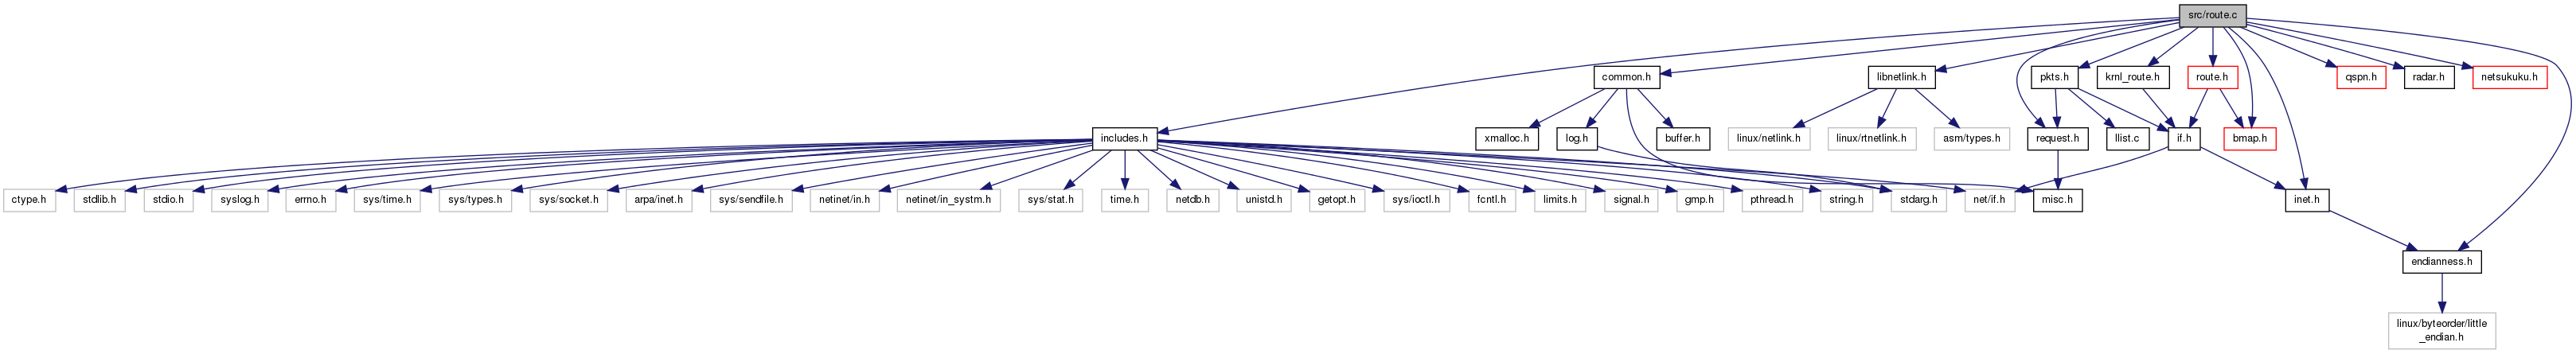 src/route.c
common.h
libnetlink.h
pkts.h
krnl_route.h
route.h
qspn.h
radar.h
netsukuku.h
includes.h
xmalloc.h
log.h
buffer.h
linux/netlink.h
linux/rtnetlink.h
asm/types.h
request.h
llist.c
if.h
bmap.h
ctype.h
stdlib.h
stdio.h
syslog.h
errno.h
sys/time.h
sys/types.h
sys/socket.h
arpa/inet.h
sys/sendfile.h
netinet/in.h
netinet/in_systm.h
sys/stat.h
time.h
netdb.h
unistd.h
getopt.h
sys/ioctl.h
fcntl.h
limits.h
signal.h
gmp.h
pthread.h
string.h
stdarg.h
net/if.h
misc.h
inet.h
endianness.h
linux/byteorder/little
_endian.h